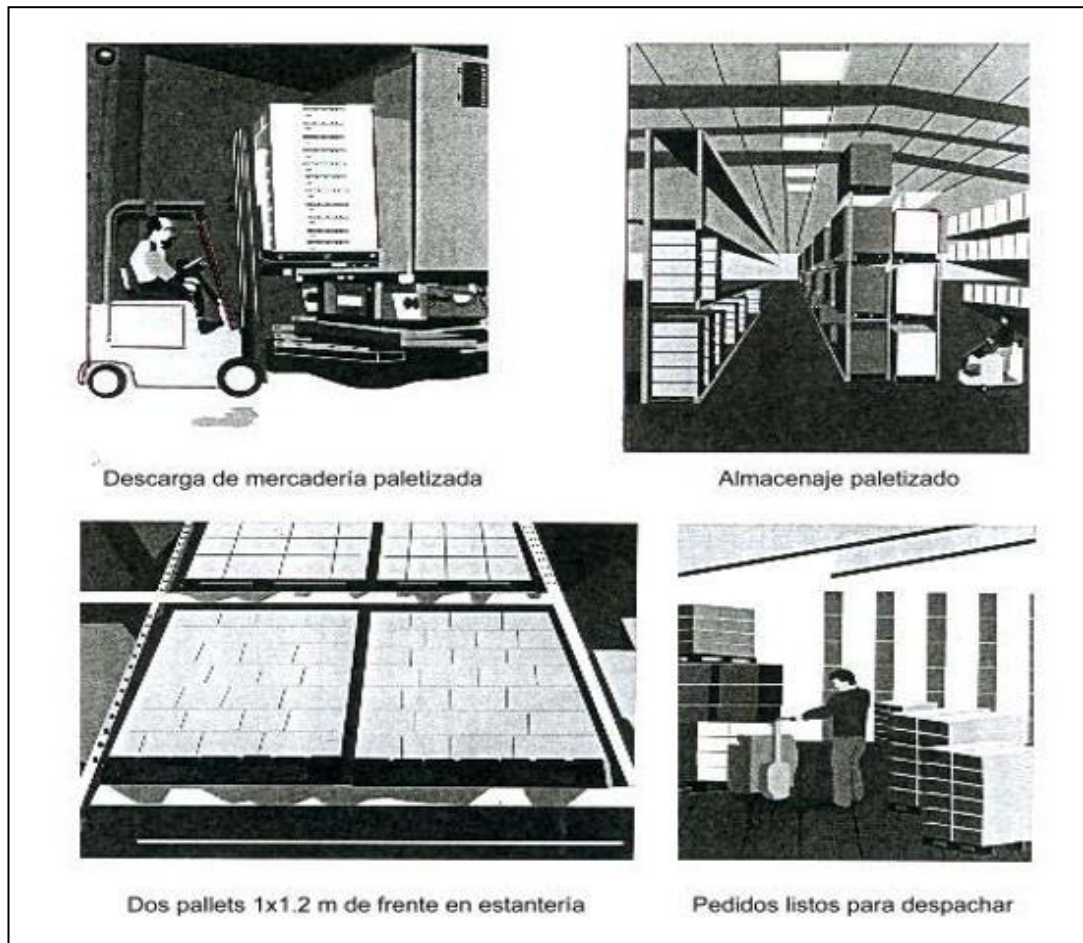 Descarga de mercadería paletizada
Almacenaje paletizado
Dos pallets 1x1.2 m de frente en estantería
Pedidos listos para despachar